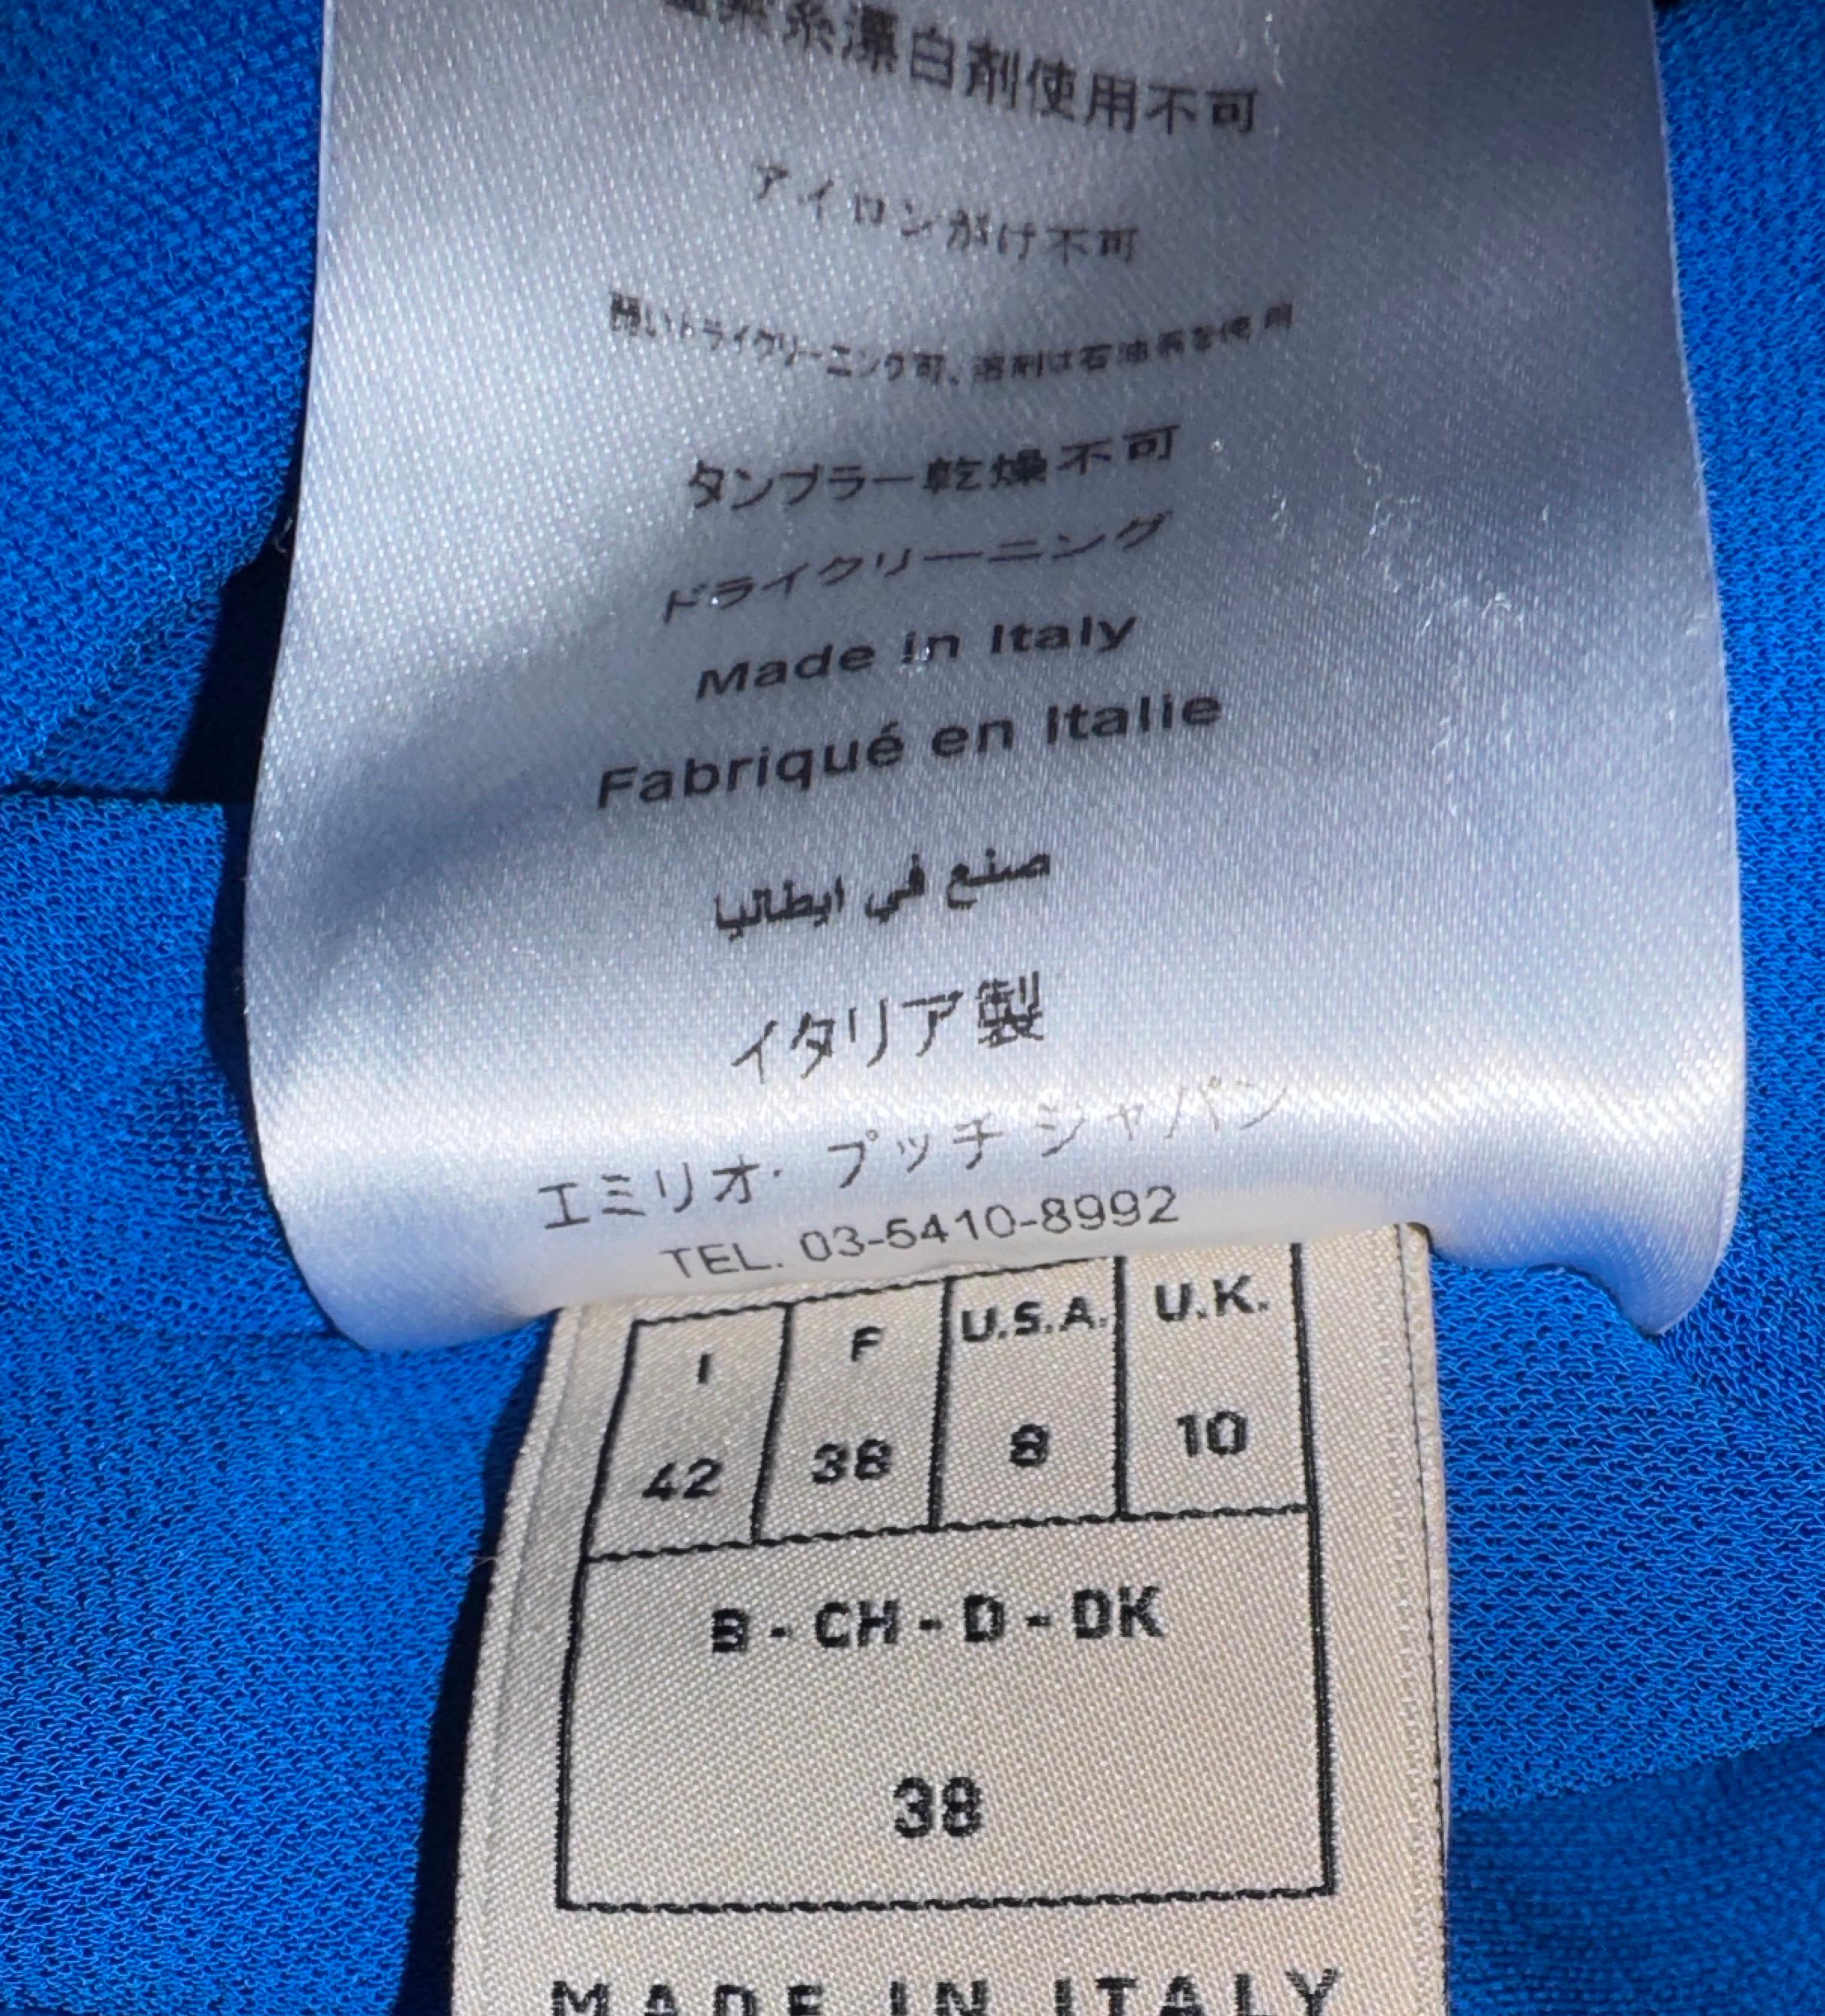 塩素系漂白剤使用不可
アイロンがけ不可
弱いドライクリーニング可、溶剤は石油系を使用
タンブラー乾燥不可
ドライクリーニング
Made in Italy
Fabriqué en Italie
صنع في ايطاليا
イタリア製
エミリオ・プッチ ジャパン
TEL. 03-5410-8992
I F U.S.A. U.K.
42 38 8 10
B - CH - D - DK
38
MADE IN ITALY